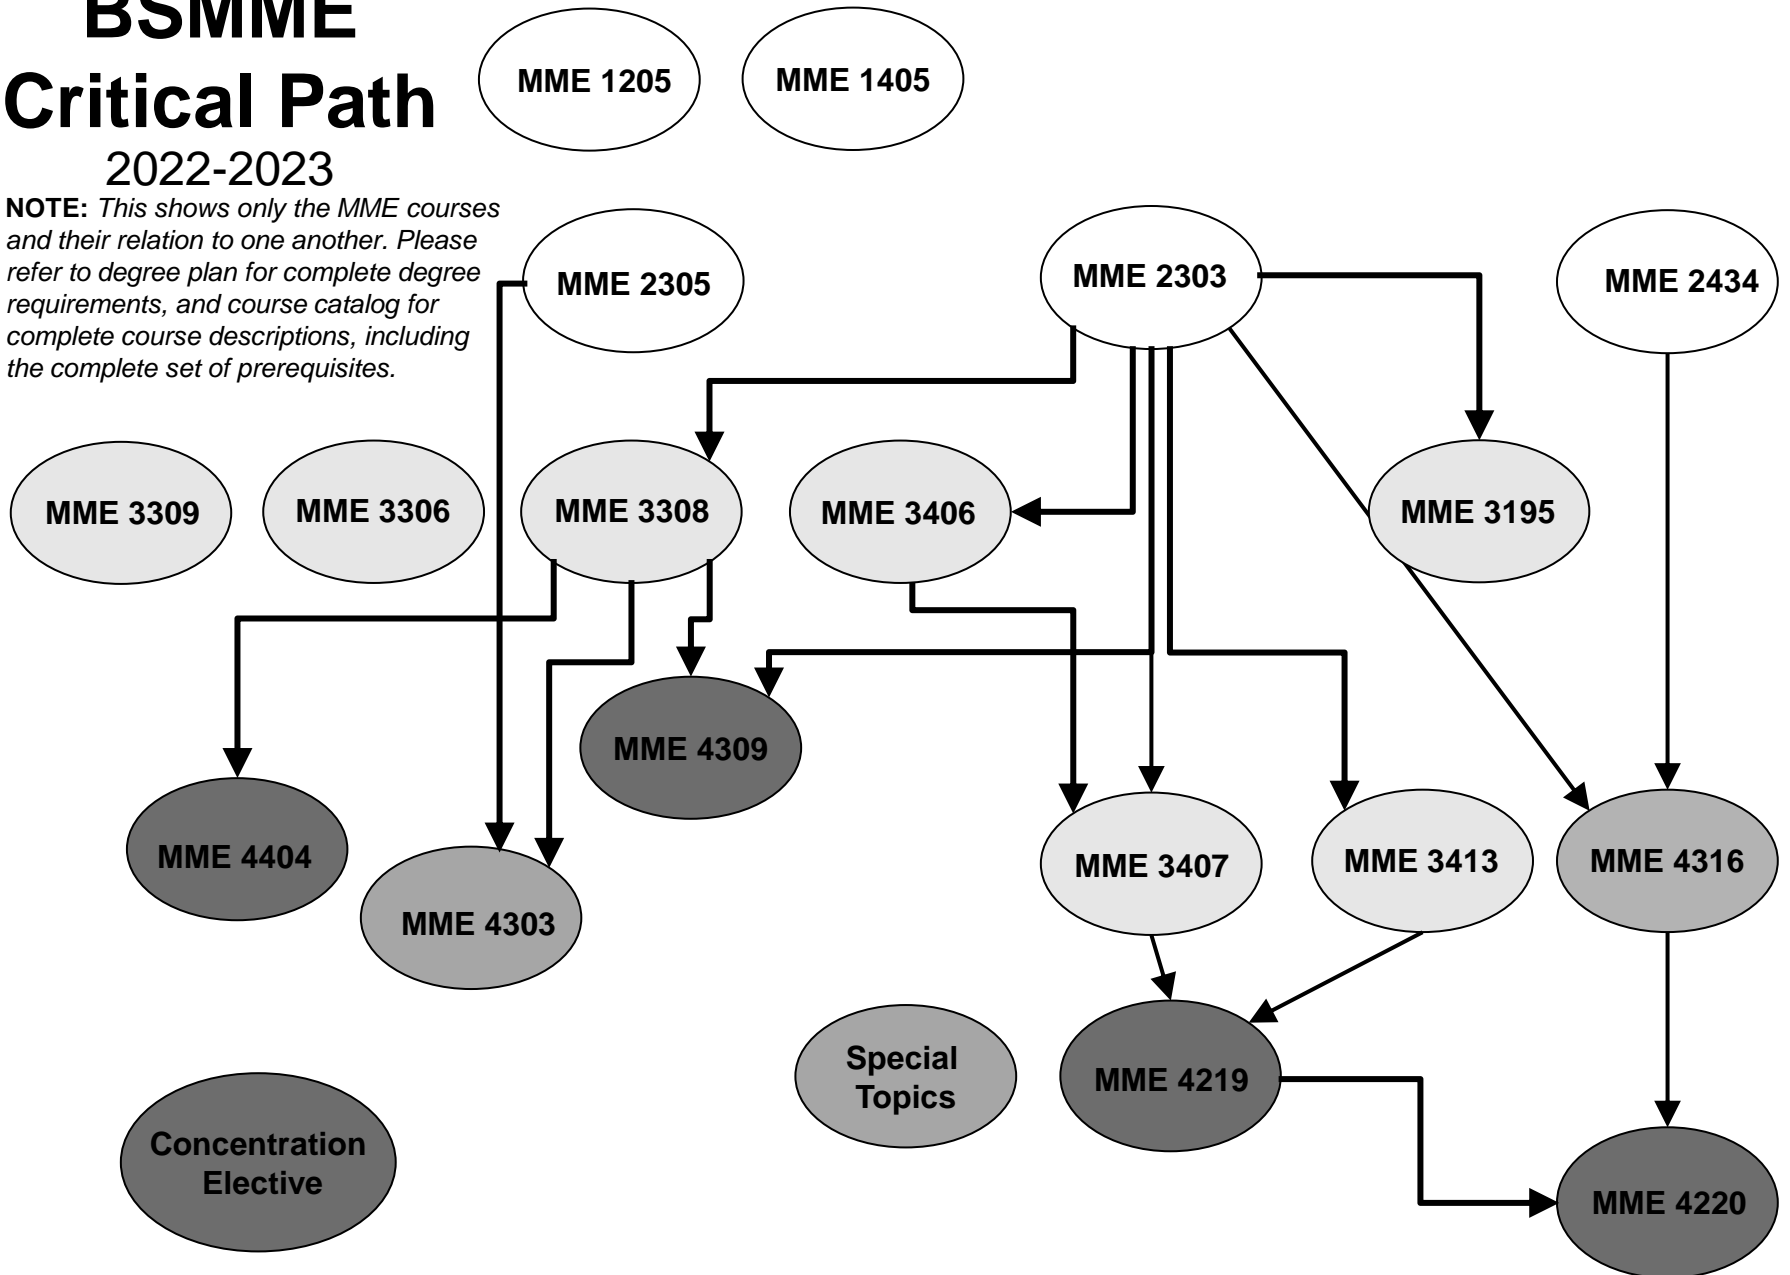 BSMME
Critical Path
2022-2023
NOTE: This shows only the MME courses
and their relation to one another. Please
refer to degree plan for complete degree
requirements, and course catalog for
complete course descriptions, including
the complete set of prerequisites.
MME 1205
MME 1405
MME 2305
MME 2303
MME 2434
MME 3309
MME 3306
MME 3308
MME 3406
MME 3195
MME 4309
MME 4404
MME 4303
MME 3407
MME 3413
MME 4316
Special
Topics
MME 4219
Concentration
Elective
MME 4220